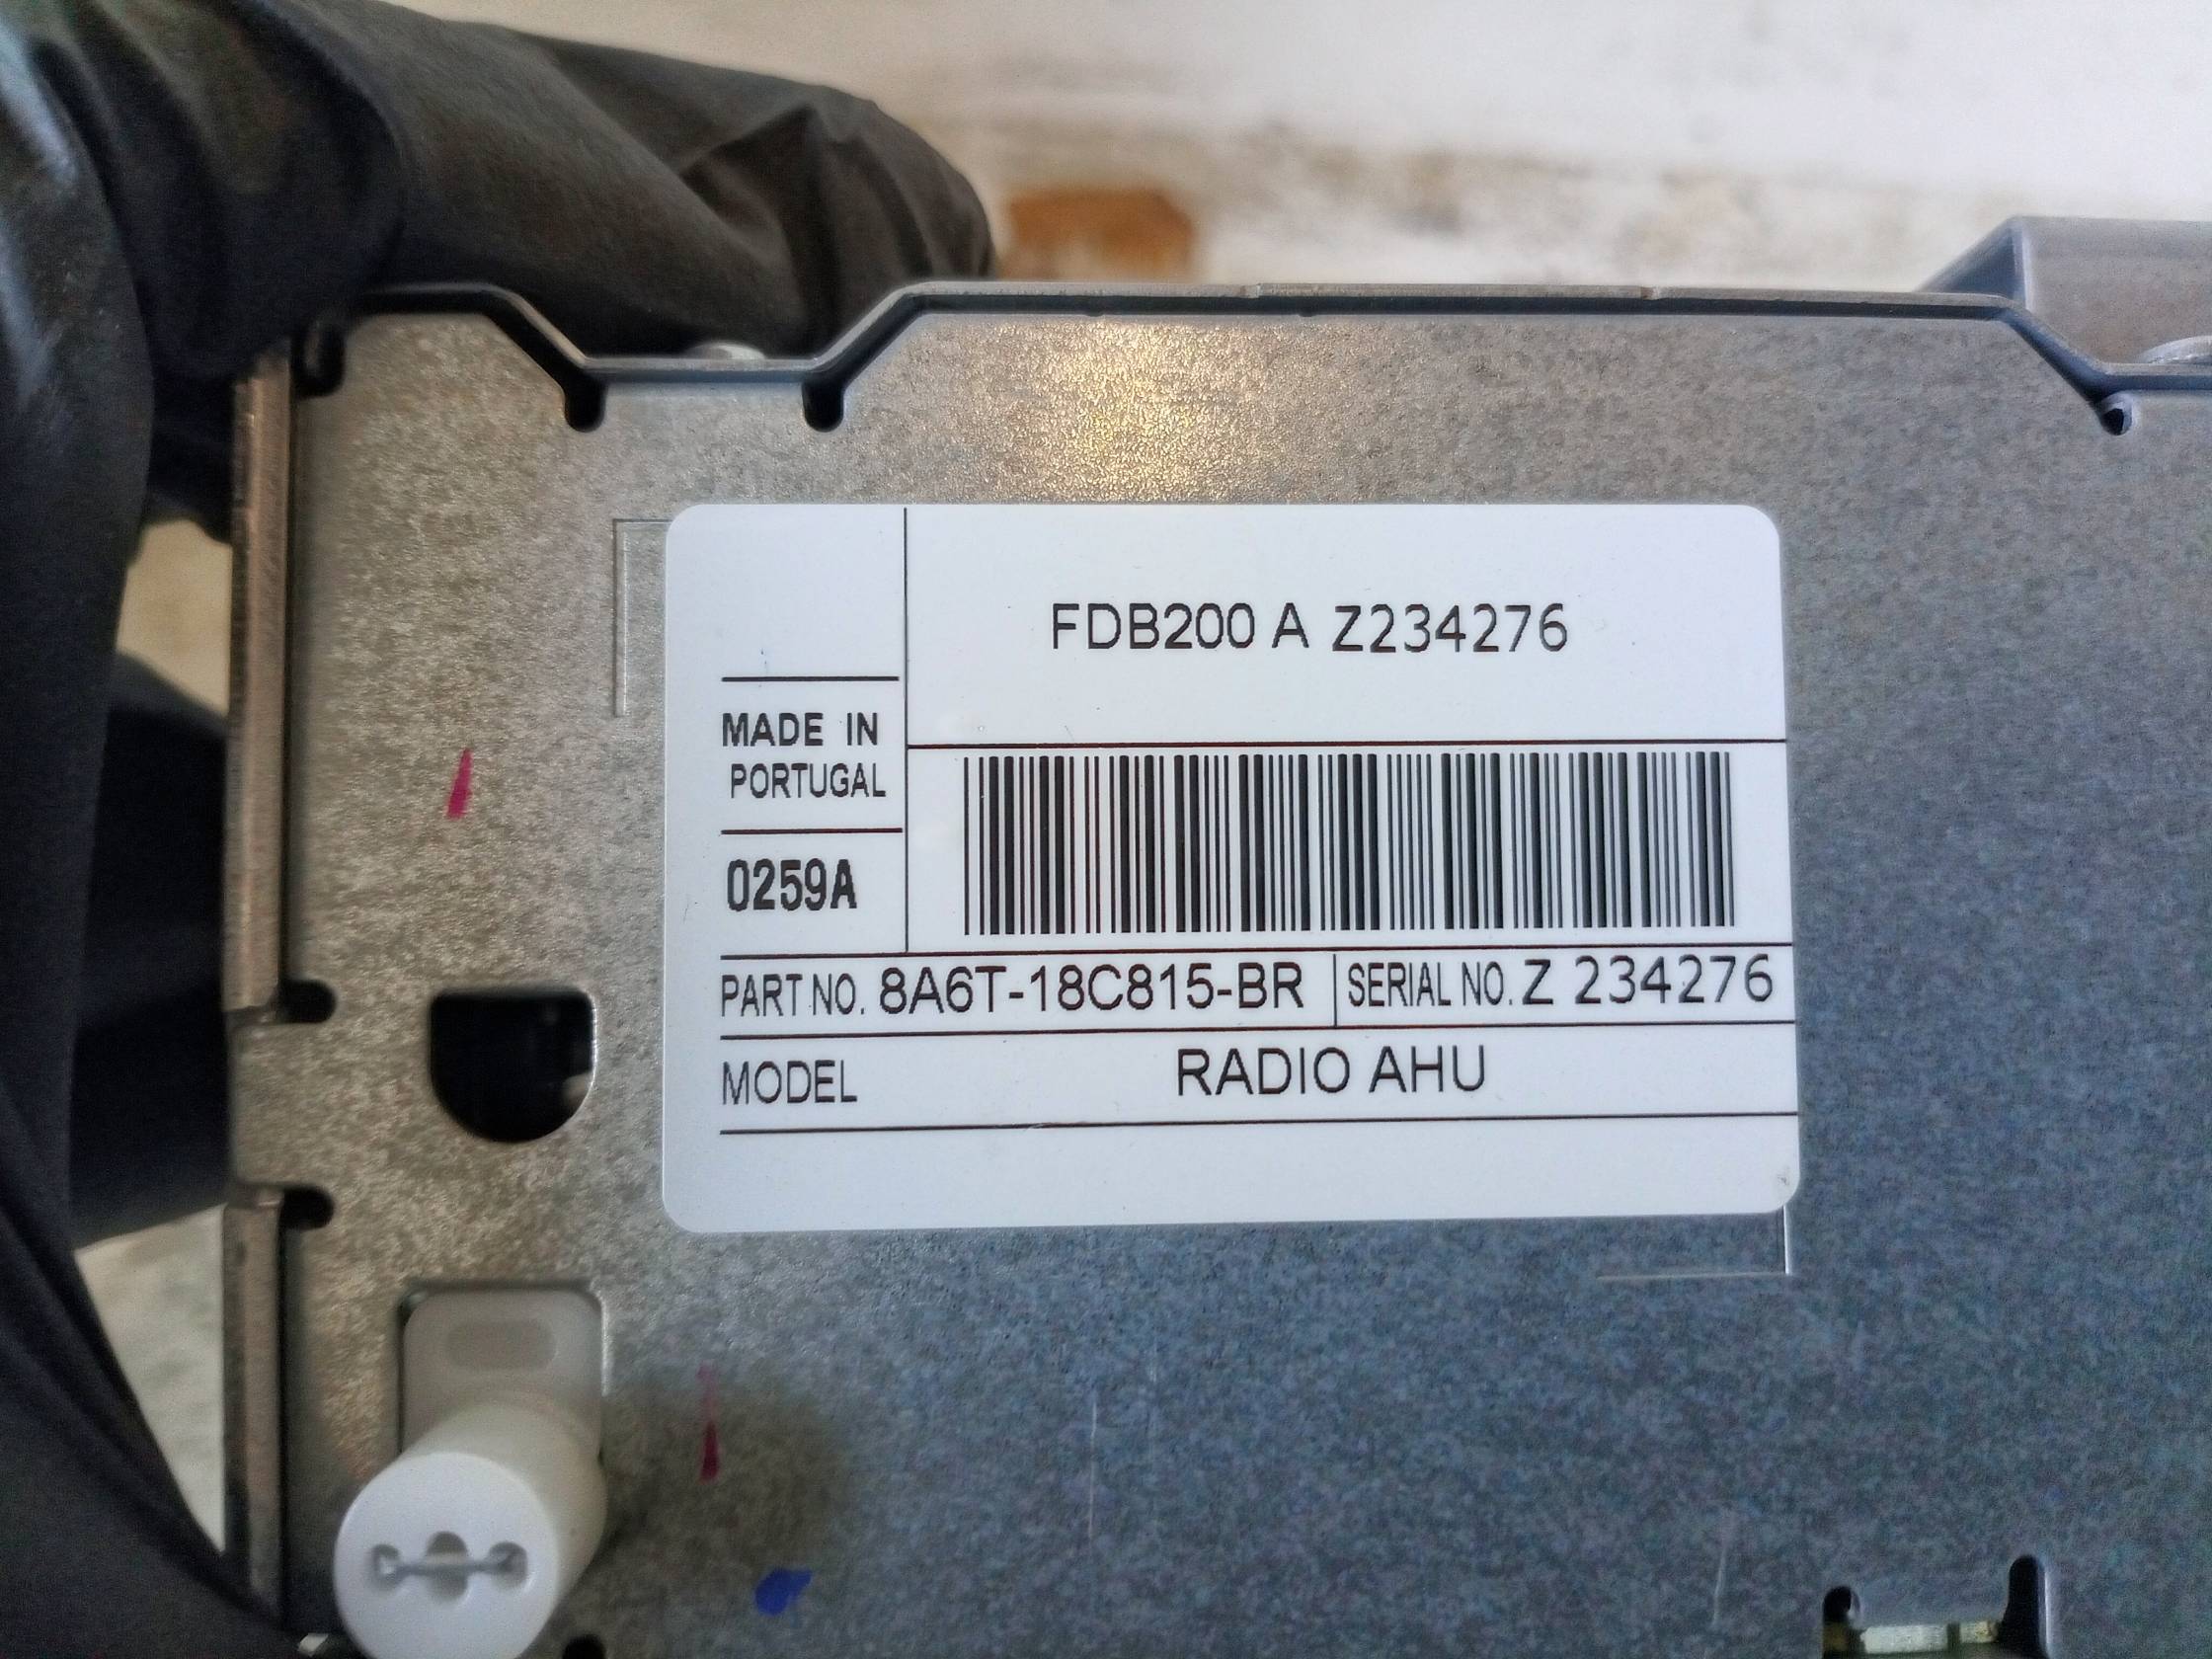 FDB200 A Z234276
MADE IN
PORTUGAL
0259A
PART NO. 8A6T-18C815-BR SERIAL NO. Z 234276
MODEL RADIO AHU